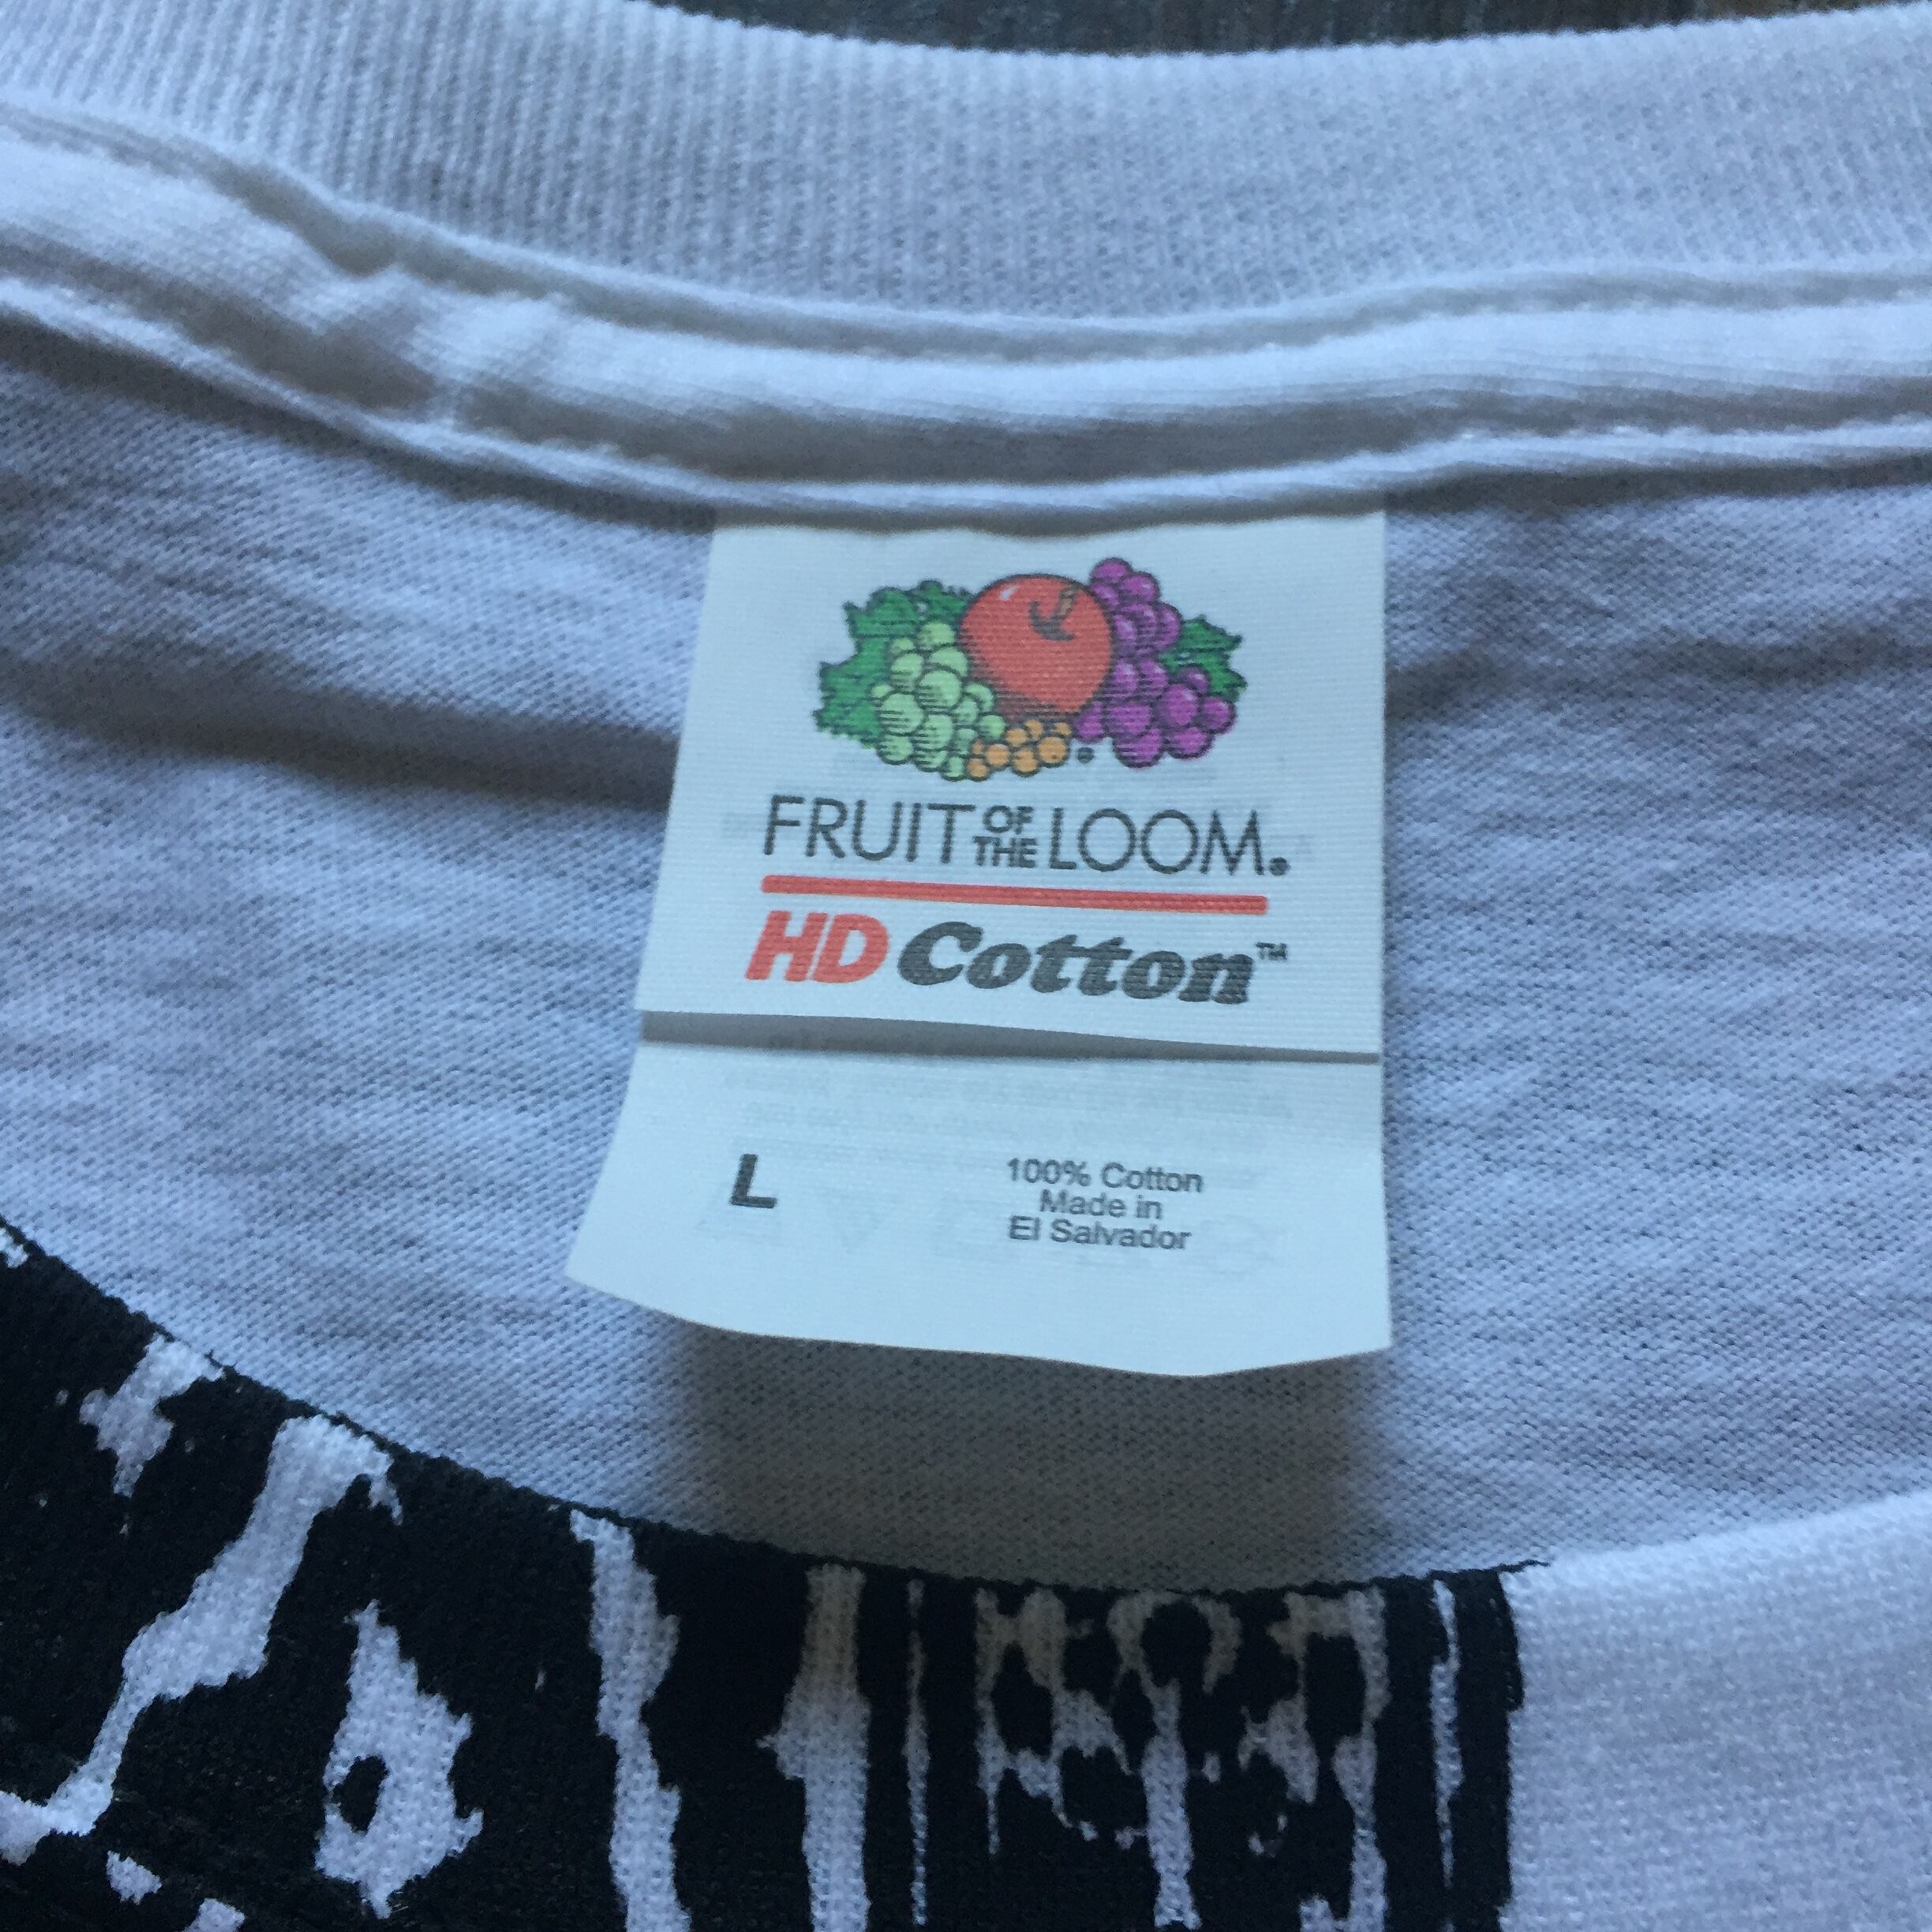 FRUIT OF THE LOOM®
HD Cotton™
L
100% Cotton
Made in
El Salvador